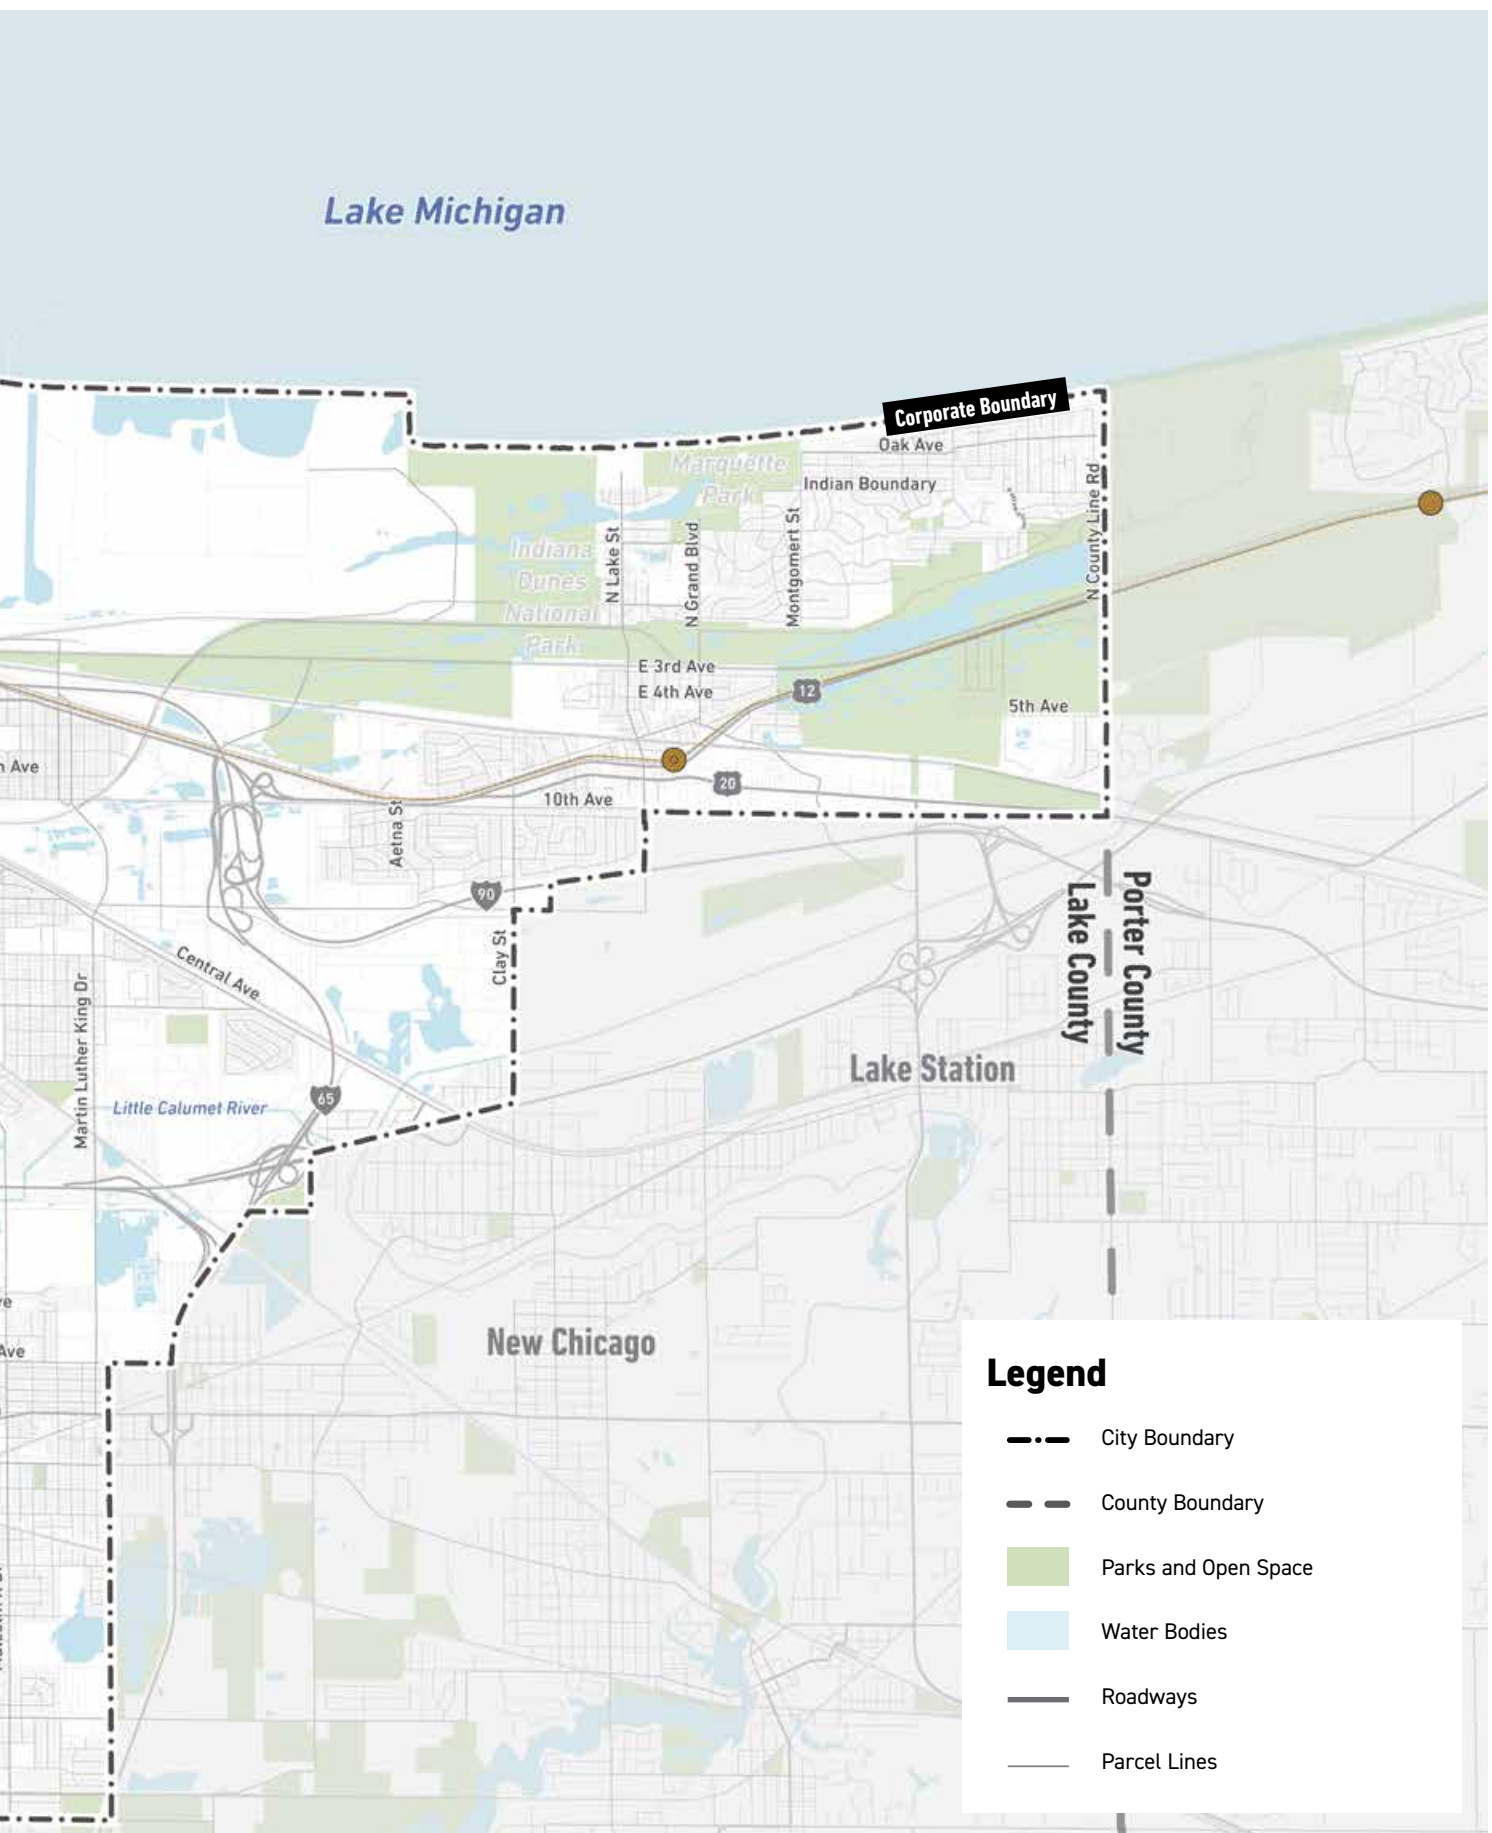 Lake Michigan
Corporate Boundary
Oak Ave
Marquette
Park
Indian Boundary
N County Line Rd
Indiana
Dunes
National
Park
N Lake St
N Grand Blvd
Montgomert St
E 3rd Ave
E 4th Ave
12
5th Ave
Ave
20
10th Ave
Aetna St
90
Clay St
Central Ave
Martin Luther King Dr
Porter County
Lake County
Lake Station
Little Calumet River
65
Ave
New Chicago
Legend
City Boundary
County Boundary
Parks and Open Space
Water Bodies
Roadways
Parcel Lines